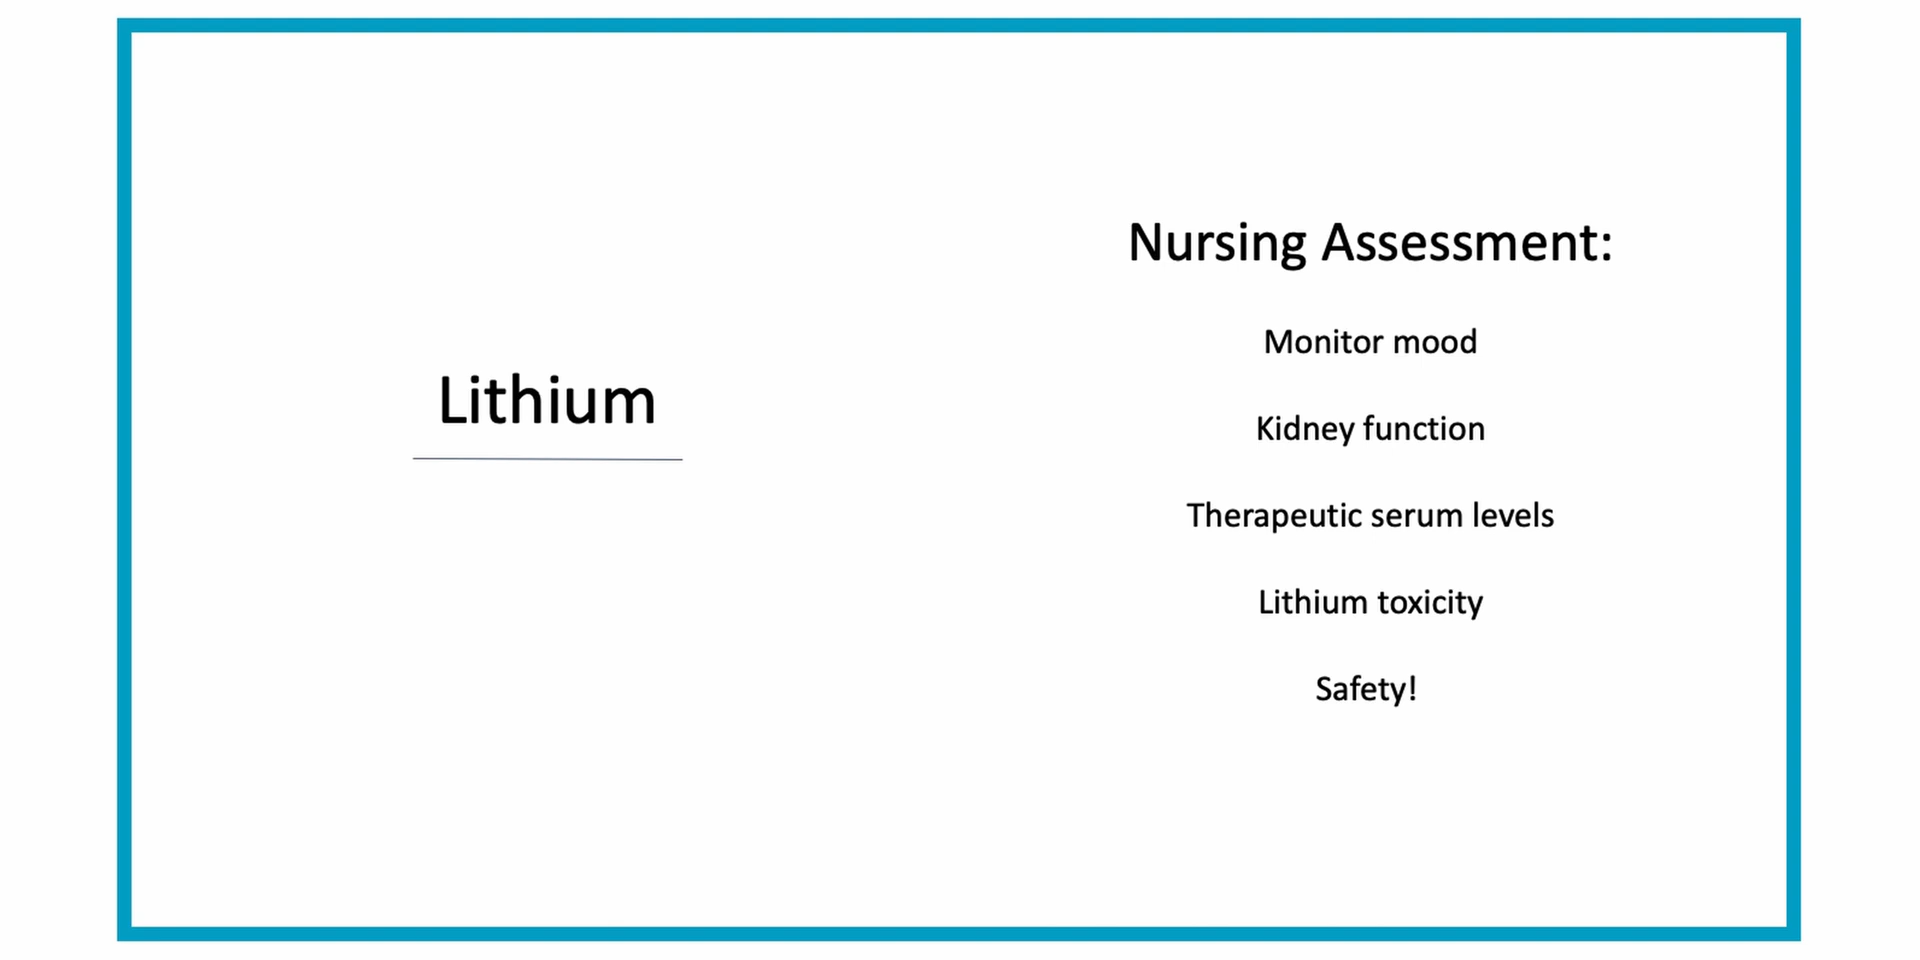 Lithium
Nursing Assessment:
Monitor mood
Kidney function
Therapeutic serum levels
Lithium toxicity
Safety!